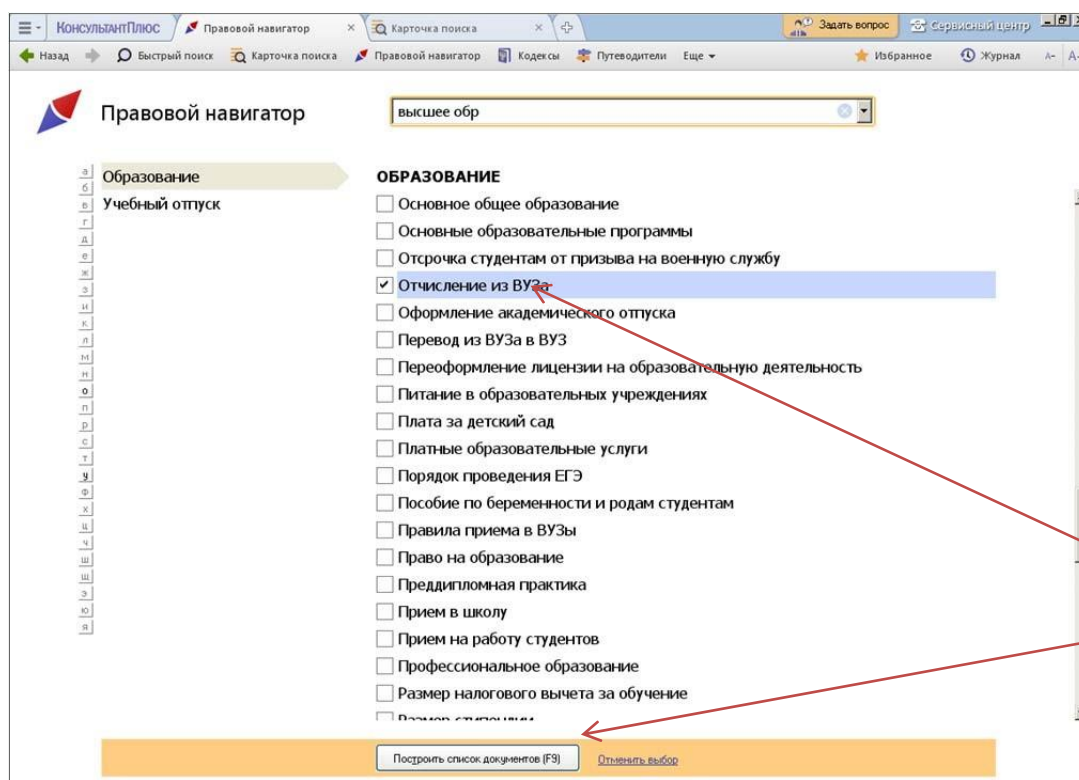 КонсультантПлюс Правовой навигатор × Карточка поиска × Задать вопрос Сервисный центр
Назад Быстрый поиск Карточка поиска Правовой навигатор Кодексы Путеводители Еще Избранное Журнал А- А-
Правовой навигатор
высшее обр
а
б
в
г
д
е
ж
з
и
к
л
м
н
о
п
р
с
т
у
ф
х
ц
ч
ш
щ
э
ю
я
Образование
Учебный отпуск
ОБРАЗОВАНИЕ
Основное общее образование
Основные образовательные программы
Отсрочка студентам от призыва на военную службу
Отчисление из ВУЗа
Оформление академического отпуска
Перевод из ВУЗа в ВУЗ
Переоформление лицензии на образовательную деятельность
Питание в образовательных учреждениях
Плата за детский сад
Платные образовательные услуги
Порядок проведения ЕГЭ
Пособие по беременности и родам студентам
Правила приема в ВУЗы
Право на образование
Преддипломная практика
Прием в школу
Прием на работу студентов
Профессиональное образование
Размер налогового вычета за обучение
Размер стипендии
Построить список документов (F9) Отменить выбор